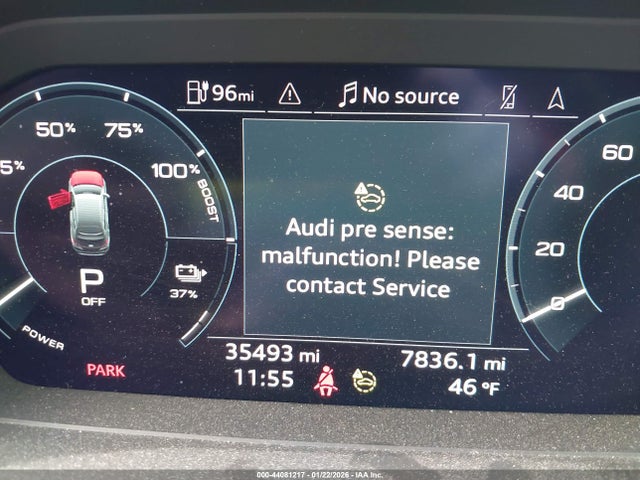 96mi
No source
50%
75%
5%
100%
BOOST
60
40
20
0
P
OFF
37%
POWER
Audi pre sense:
malfunction! Please
contact Service
35493 mi
7836.1 mi
PARK
11:55
46 °F
000-44081217 - 01/22/2026 - IAA Inc.